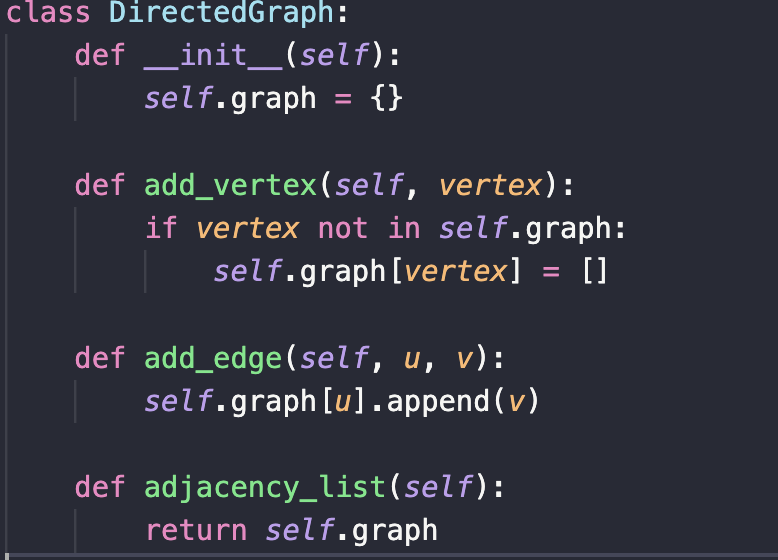 class DirectedGraph:
    def __init__(self):
        self.graph = {}

    def add_vertex(self, vertex):
        if vertex not in self.graph:
            self.graph[vertex] = []

    def add_edge(self, u, v):
        self.graph[u].append(v)

    def adjacency_list(self):
        return self.graph